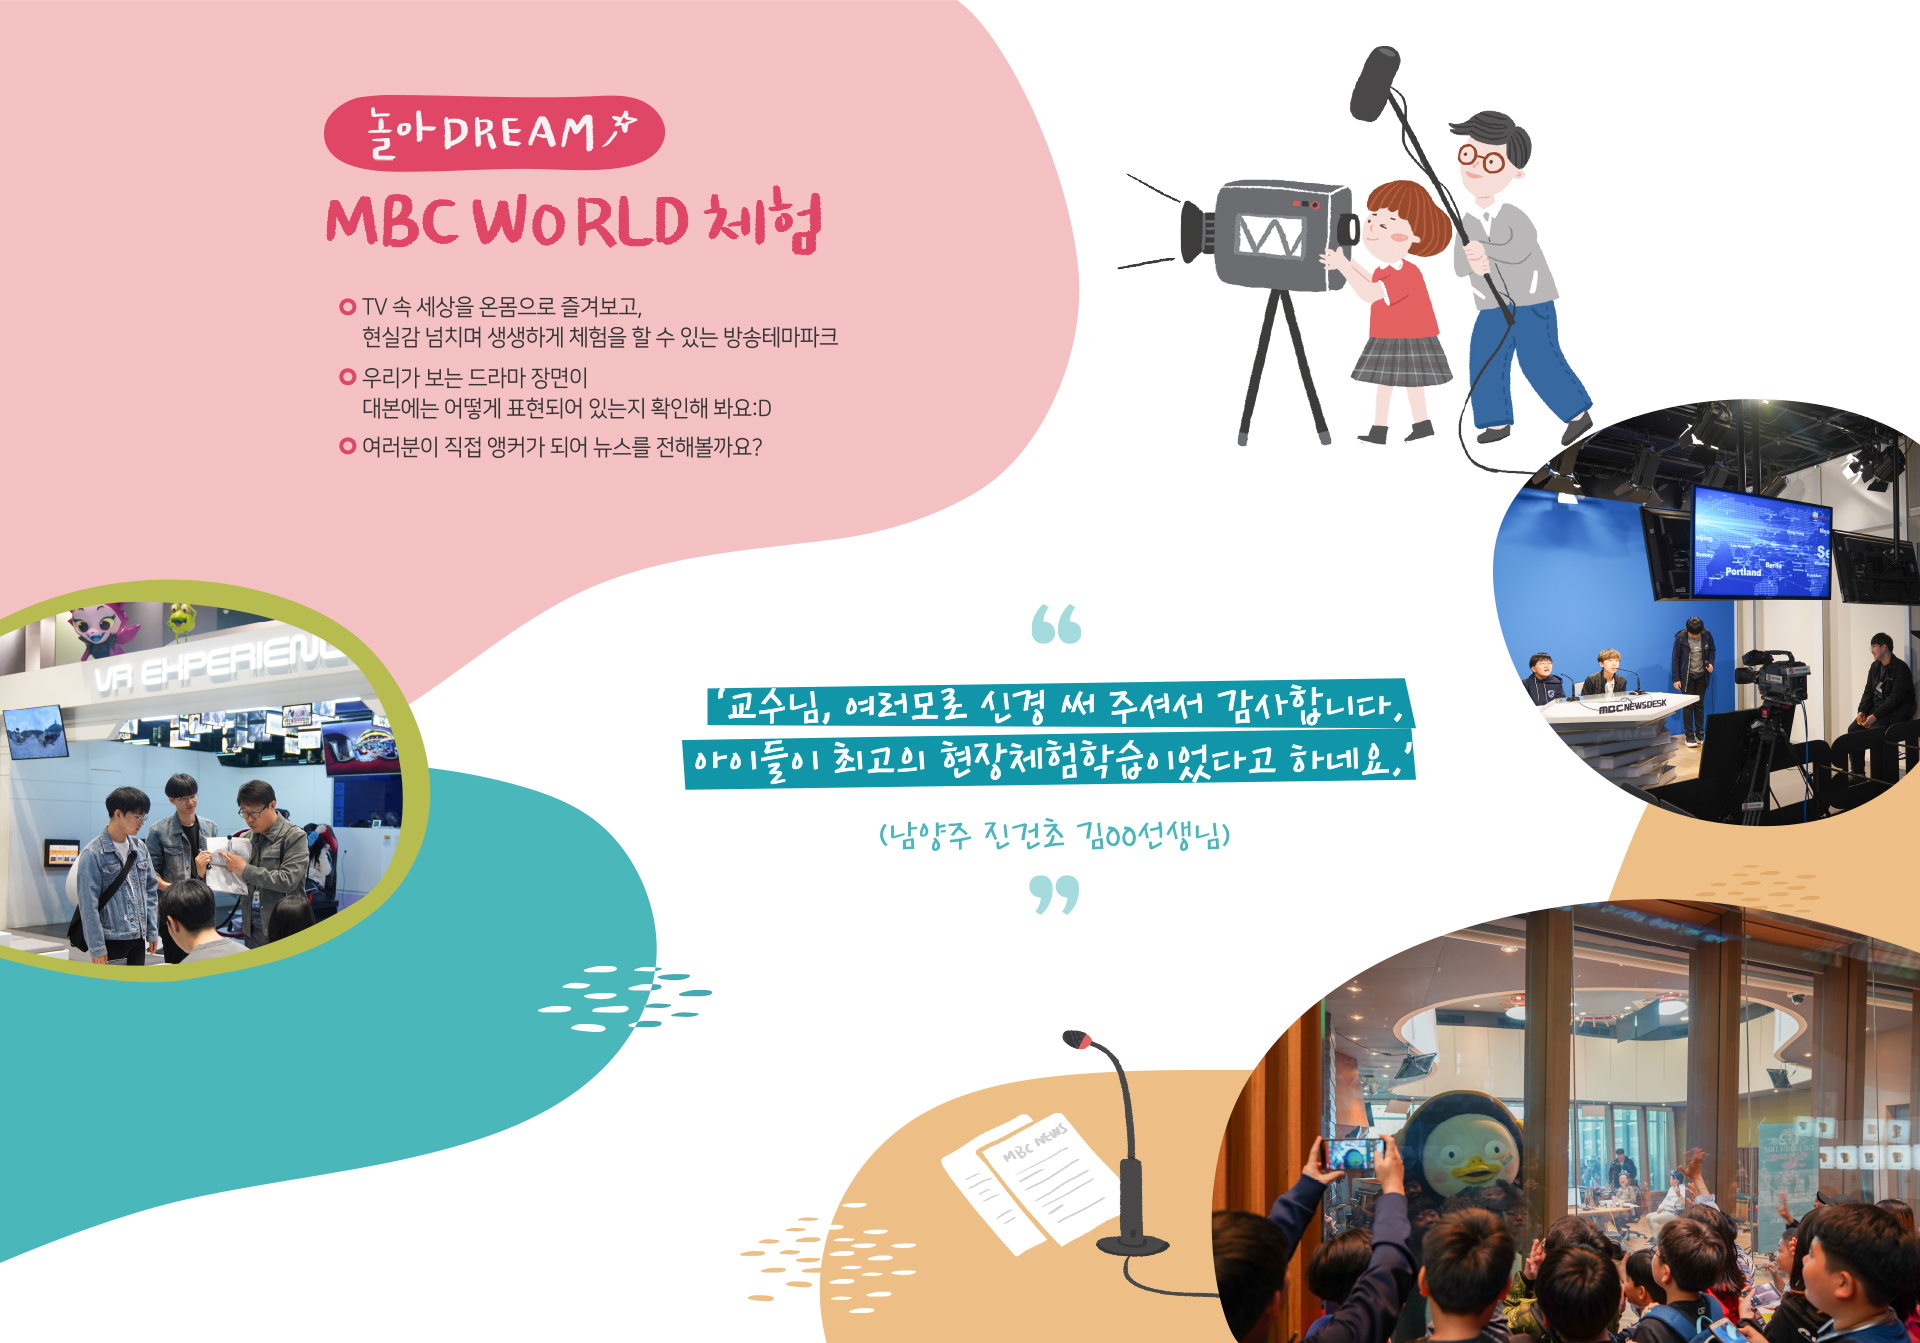 놀아DREAM
MBC WORLD 체험
TV 속 세상을 온몸으로 즐겨보고,
현실감 넘치며 생생하게 체험을 할 수 있는 방송테마파크
우리가 보는 드라마 장면이
대본에는 어떻게 표현되어 있는지 확인해 봐요:D
여러분이 직접 앵커가 되어 뉴스를 전해볼까요?
Portland
Berlin
MBC NEWSDESK
VR EXPERIENC
“
‘교수님, 여러모로 신경 써 주셔서 감사합니다.
아이들이 최고의 현장체험학습이었다고 하네요.’
(남양주 진건초 김OO선생님)
”
MBC NEWS